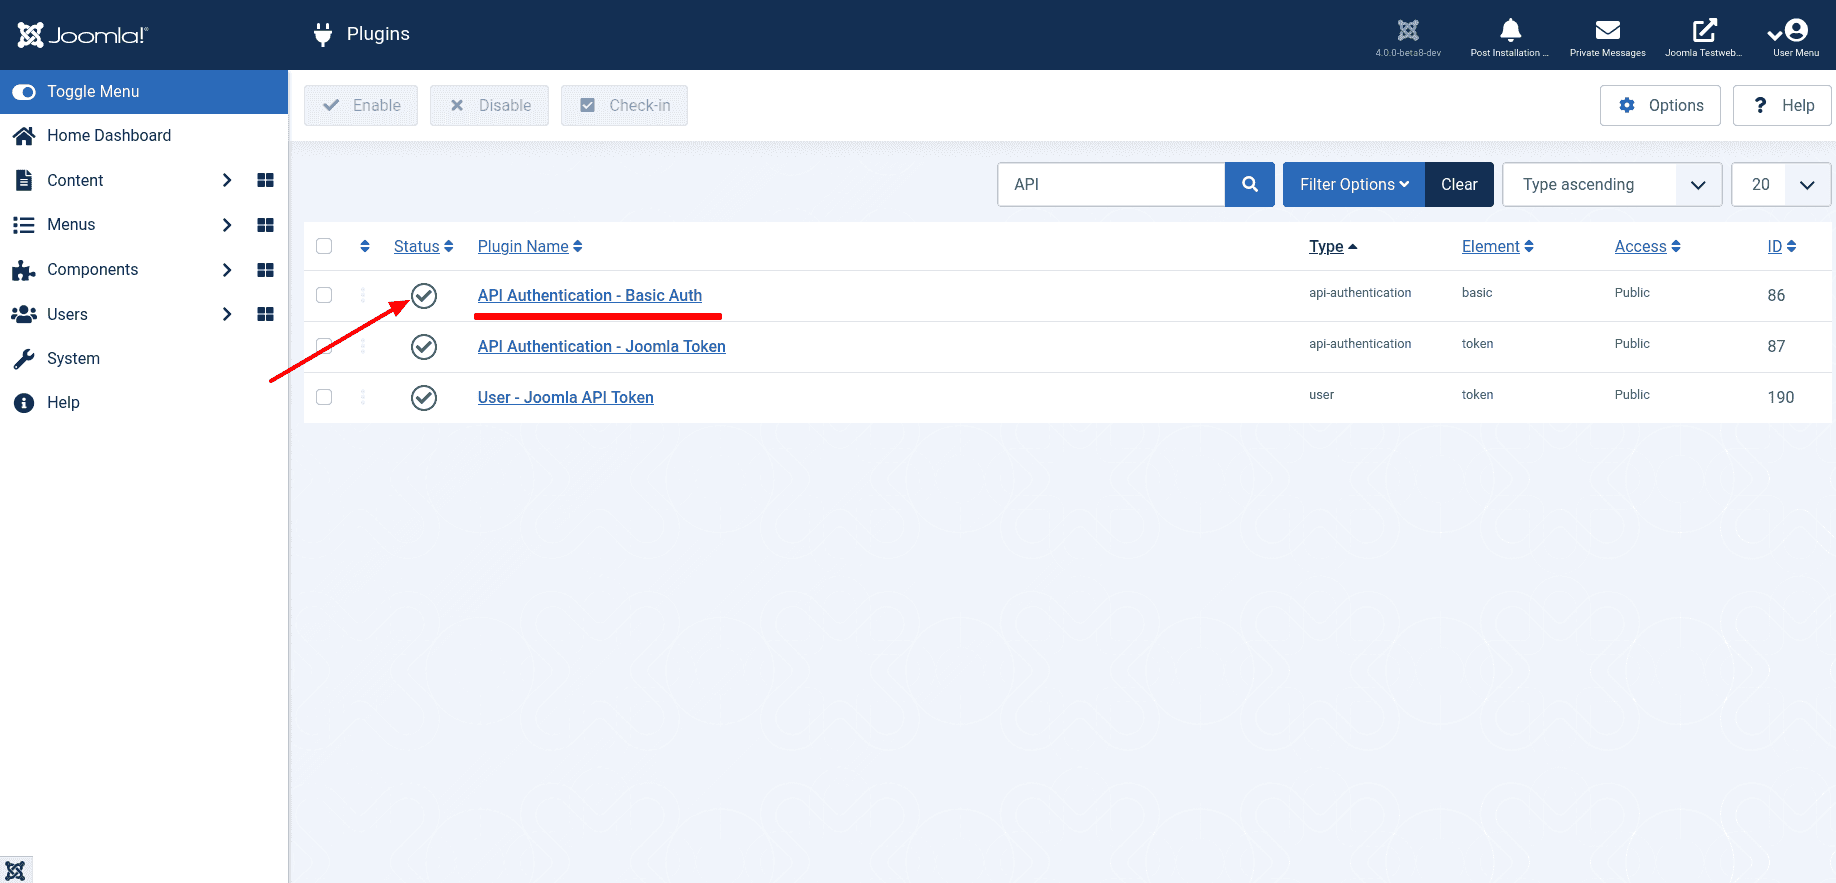 Joomla!
Plugins
4.0.0-beta8-dev
Post Installation ...
Private Messages
Joomla Testweb...
User Menu
Toggle Menu
Enable
Disable
Check-in
Options
? Help
Home Dashboard
Content
Menus
Components
Users
System
Help
API
Filter Options
Clear
Type ascending
20
Status
Plugin Name
Type
Element
Access
ID
API Authentication - Basic Auth
api-authentication
basic
Public
86
API Authentication - Joomla Token
api-authentication
token
Public
87
User - Joomla API Token
user
token
Public
190